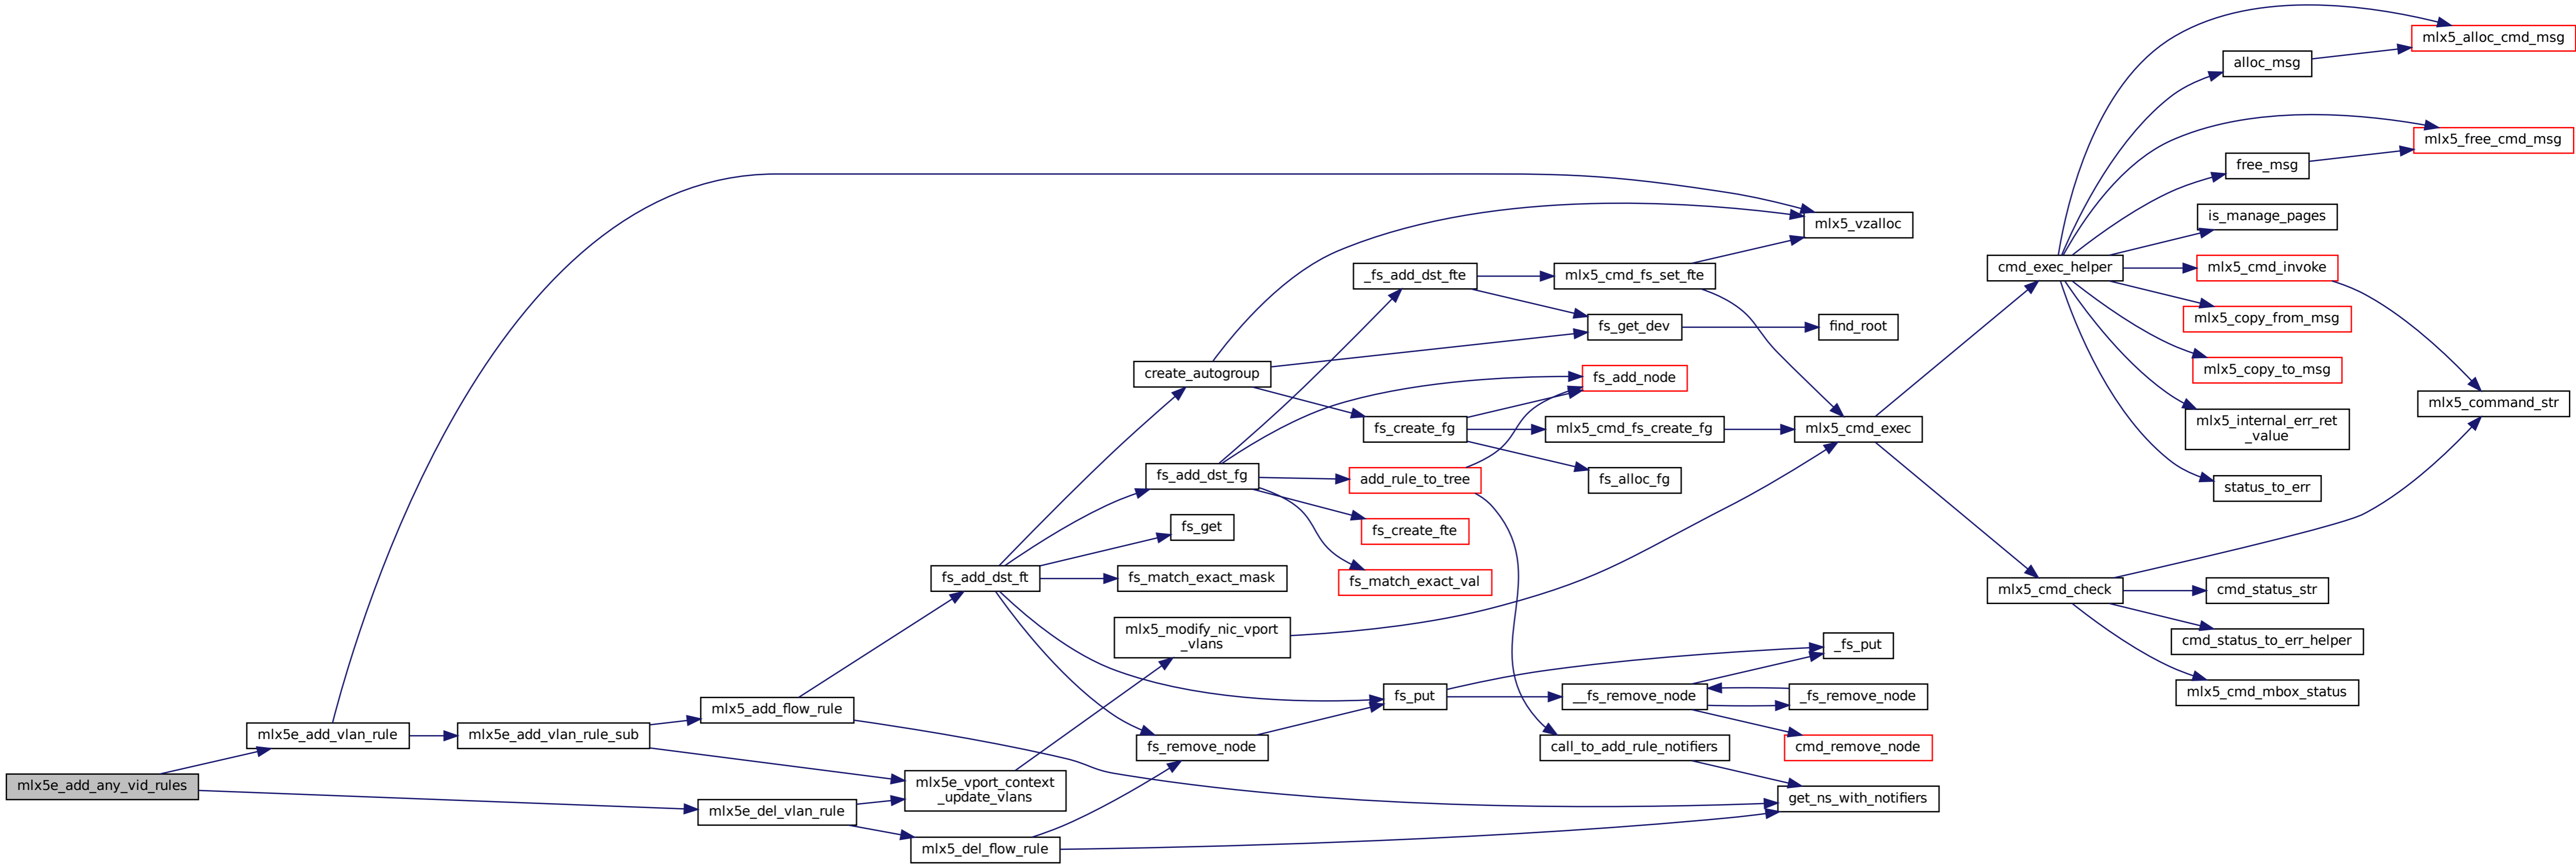 mlx5e_add_any_vid_rules
mlx5e_add_vlan_rule
mlx5e_del_vlan_rule
mlx5e_add_vlan_rule_sub
mlx5_add_flow_rule
mlx5e_vport_context
_update_vlans
mlx5_del_flow_rule
fs_add_dst_ft
create_autogroup
fs_add_dst_fg
fs_get
fs_match_exact_mask
mlx5_modify_nic_vport
_vlans
fs_remove_node
_fs_add_dst_fte
fs_create_fg
add_rule_to_tree
fs_create_fte
fs_match_exact_val
fs_put
mlx5_cmd_fs_set_fte
fs_get_dev
fs_add_node
mlx5_cmd_fs_create_fg
fs_alloc_fg
__fs_remove_node
call_to_add_rule_notifiers
mlx5_vzalloc
find_root
mlx5_cmd_exec
_fs_put
_fs_remove_node
cmd_remove_node
get_ns_with_notifiers
cmd_exec_helper
mlx5_cmd_check
alloc_msg
free_msg
is_manage_pages
mlx5_cmd_invoke
mlx5_copy_from_msg
mlx5_copy_to_msg
mlx5_internal_err_ret
_value
status_to_err
cmd_status_str
cmd_status_to_err_helper
mlx5_cmd_mbox_status
mlx5_alloc_cmd_msg
mlx5_free_cmd_msg
mlx5_command_str